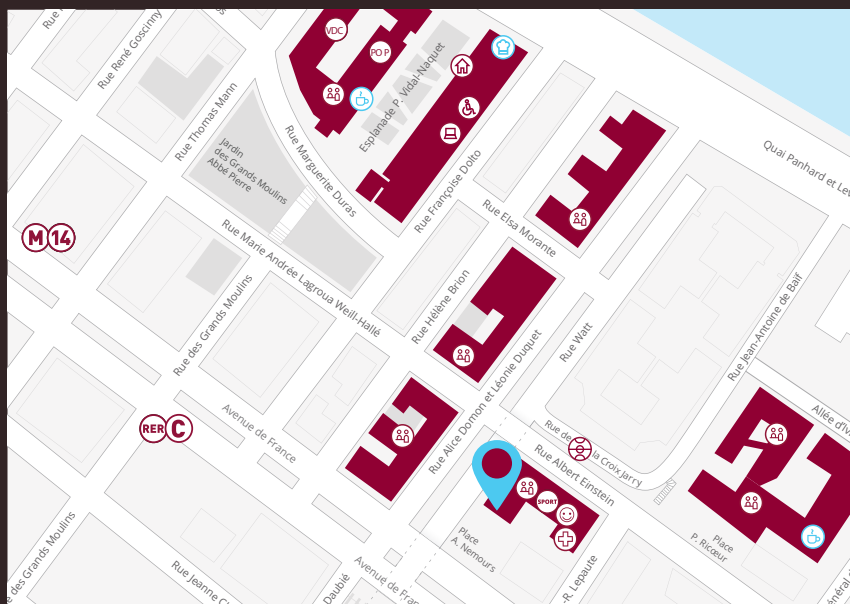 Rue René Goscinny
Rue Thomas Mann
VDC
PO P
Esplanade P. Vidal-Naquet
Jardin
des Grands Moulins
Abbé Pierre
Rue Marguerite Duras
Rue Françoise Dolto
Quai Panhard et Lev
Rue Elsa Morante
M 14
Rue Marie Andrée Lagroua Weill-Hallé
Rue des Grands Moulins
Rue Hélène Brion
Rue Watt
Rue Jean-Antoine de Baïf
RER C
Avenue de France
Rue Alice Domon et Léonie Duquet
Rue de
la Croix Jarry
Rue Albert Einstein
Allée d'Iv
SPORT
Place
A. Nemours
Place
P. Ricœur
e des Grands Moulins
Rue Jeanne C
Daubié
Avenue de Fra
-R. Lepaute
néral de